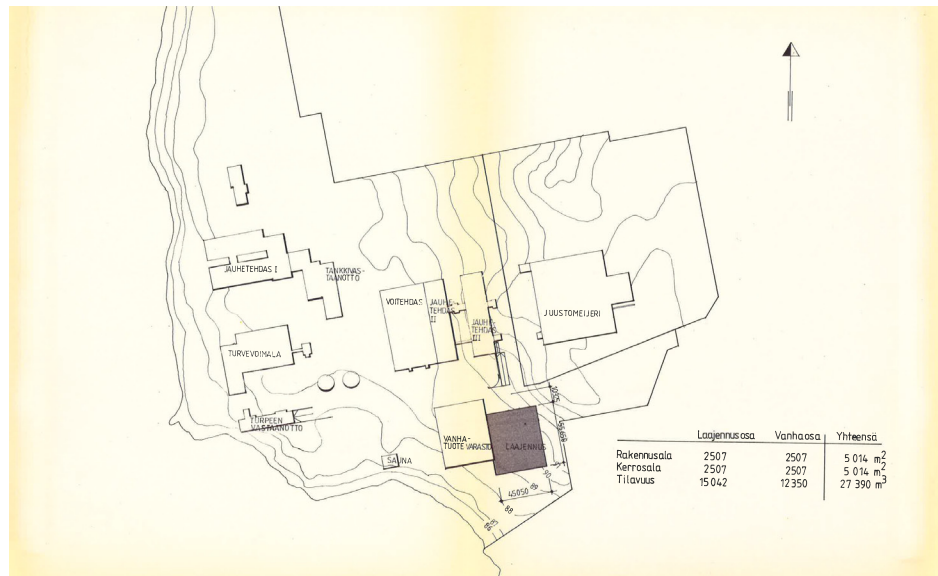 JAUHETEHDAS I
TANKKIVAS-
TAANOTTO
VOITEHDAS
JAUHE-
TEHDAS
II
JAUHE-
TEHDAS
III
JUUSTOMEIJERI
TURVEVOIMALA
TURPEEN
VASTAANOTTO
SAUNA
VANHA-
TUOTE VARASTO
LAAJENNUS
45050
90
88
Laajennusosa Vanhaosa Yhteensä
Rakennusala 2507 2507 5 014 m²
Kerrosala 2507 2507 5 014 m²
Tilavuus 15 042 12 350 27 390 m³